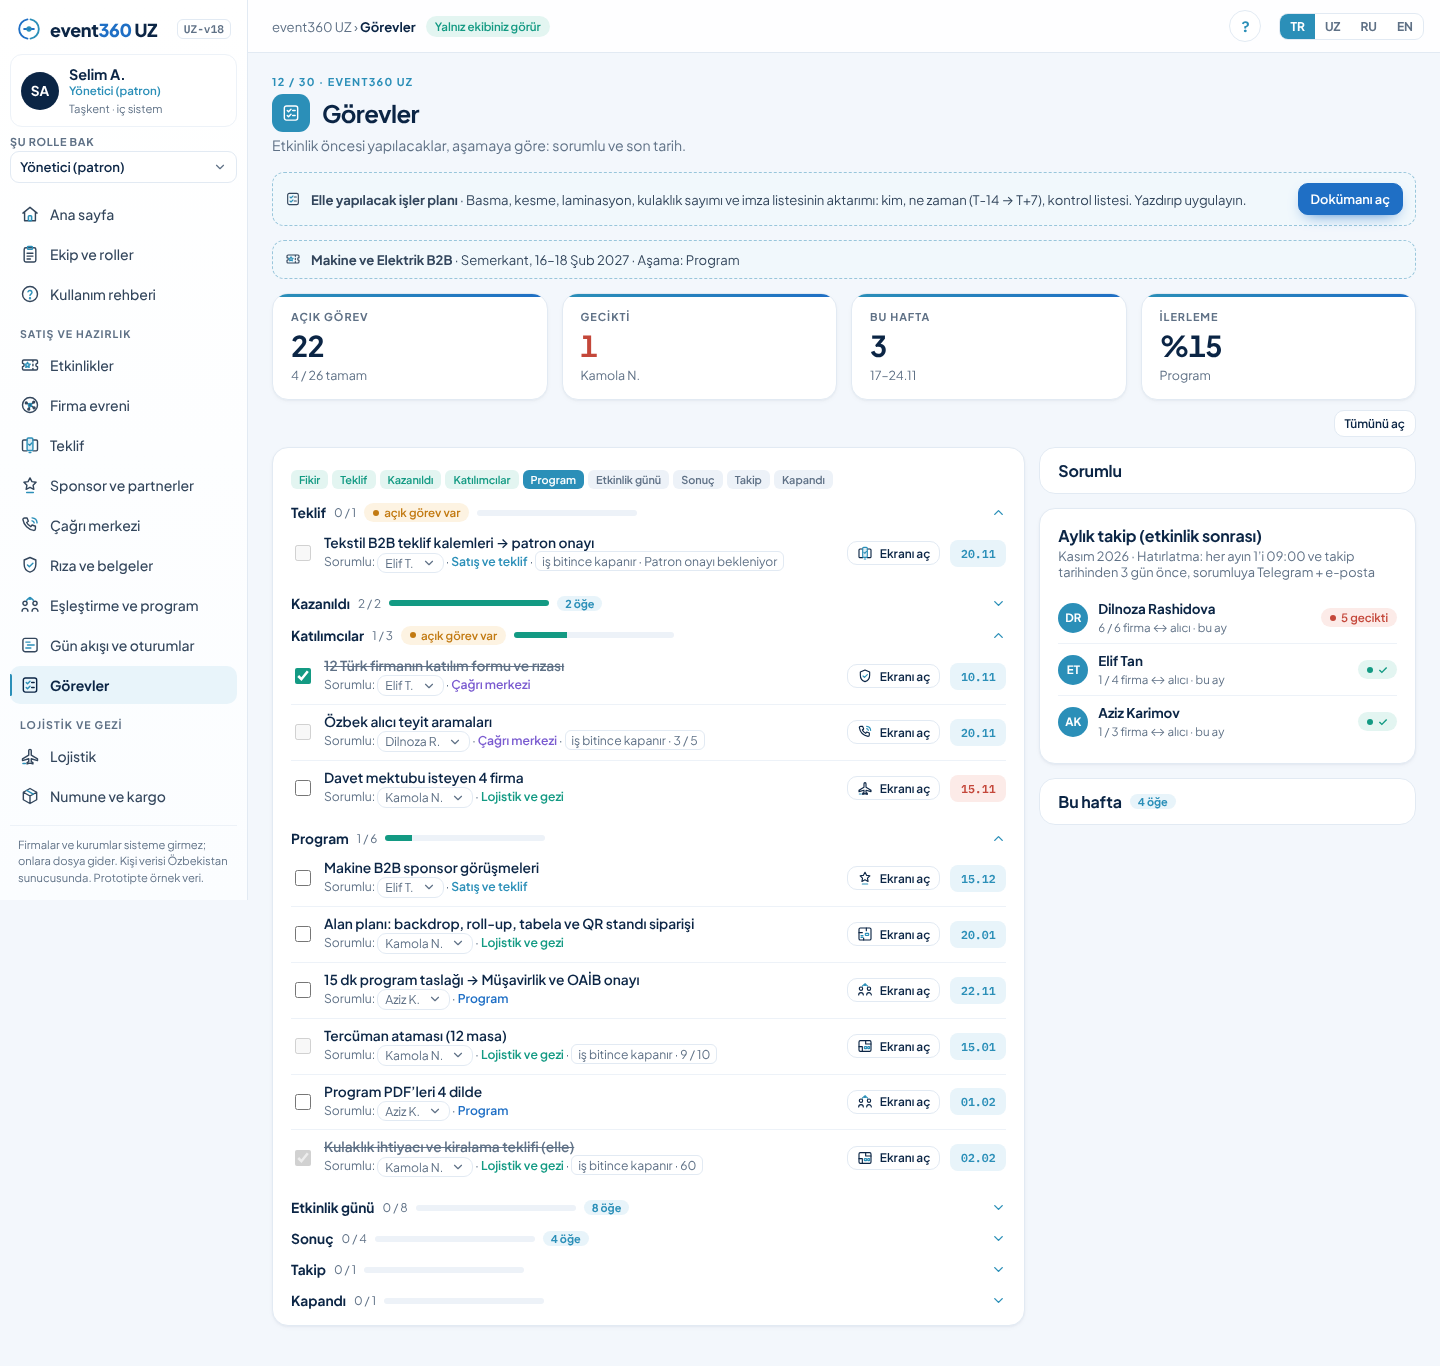 event360 UZ
UZ-v18
SA
Selim A.
Yönetici (patron)
Taşkent · iç sistem
ŞU ROLLE BAK
Yönetici (patron)
Ana sayfa
Ekip ve roller
Kullanım rehberi
SATIŞ VE HAZIRLIK
Etkinlikler
Firma evreni
Teklif
Sponsor ve partnerler
Çağrı merkezi
Rıza ve belgeler
Eşleştirme ve program
Gün akışı ve oturumlar
Görevler
LOJİSTİK VE GEZİ
Lojistik
Numune ve kargo
Firmalar ve kurumlar sisteme girmez;
onlara dosya gider. Kişi verisi Özbekistan
sunucusunda. Prototipte örnek veri.
event360 UZ › Görevler
Yalnız ekibiniz görür
?
TR UZ RU EN
12 / 30 · EVENT360 UZ
Görevler
Etkinlik öncesi yapılacaklar, aşamaya göre: sorumlu ve son tarih.
Elle yapılacak işler planı · Basma, kesme, laminasyon, kulaklık sayımı ve imza listesinin aktarımı: kim, ne zaman (T-14 → T+7), kontrol listesi. Yazdırıp uygulayın.
Dokümanı aç
Makine ve Elektrik B2B · Semerkant, 16–18 Şub 2027 · Aşama: Program
AÇIK GÖREV
22
4 / 26 tamam
GECİKTİ
1
Kamola N.
BU HAFTA
3
17–24.11
İLERLEME
%15
Program
Tümünü aç
Fikir Teklif Kazanıldı Katılımcılar Program Etkinlik günü Sonuç Takip Kapandı
Teklif 0 / 1 açık görev var
Tekstil B2B teklif kalemleri → patron onayı
Sorumlu: Elif T. · Satış ve teklif · iş bitince kapanır · Patron onayı bekleniyor
Ekranı aç
20.11
Kazanıldı 2 / 2 2 öğe
Katılımcılar 1 / 3 açık görev var
12 Türk firmanın katılım formu ve rızası
Sorumlu: Elif T. · Çağrı merkezi
Ekranı aç
10.11
Özbek alıcı teyit aramaları
Sorumlu: Dilnoza R. · Çağrı merkezi · iş bitince kapanır · 3 / 5
Ekranı aç
20.11
Davet mektubu isteyen 4 firma
Sorumlu: Kamola N. · Lojistik ve gezi
Ekranı aç
15.11
Program 1 / 6
Makine B2B sponsor görüşmeleri
Sorumlu: Elif T. · Satış ve teklif
Ekranı aç
15.12
Alan planı: backdrop, roll-up, tabela ve QR standı siparişi
Sorumlu: Kamola N. · Lojistik ve gezi
Ekranı aç
20.01
15 dk program taslağı → Müşavirlik ve OAİB onayı
Sorumlu: Aziz K. · Program
Ekranı aç
22.11
Tercüman ataması (12 masa)
Sorumlu: Kamola N. · Lojistik ve gezi · iş bitince kapanır · 9 / 10
Ekranı aç
15.01
Program PDF’leri 4 dilde
Sorumlu: Aziz K. · Program
Ekranı aç
01.02
Kulaklık ihtiyacı ve kiralama teklifi (elle)
Sorumlu: Kamola N. · Lojistik ve gezi · iş bitince kapanır · 60
Ekranı aç
02.02
Etkinlik günü 0 / 8 8 öğe
Sonuç 0 / 4 4 öğe
Takip 0 / 1
Kapandı 0 / 1
Sorumlu
Aylık takip (etkinlik sonrası)
Kasım 2026 · Hatırlatma: her ayın 1’i 09:00 ve takip
tarihinden 3 gün önce, sorumluya Telegram + e-posta
DR
Dilnoza Rashidova
6 / 6 firma ↔ alıcı · bu ay
5 gecikti
ET
Elif Tan
1 / 4 firma ↔ alıcı · bu ay
✓
AK
Aziz Karimov
1 / 3 firma ↔ alıcı · bu ay
✓
Bu hafta 4 öğe